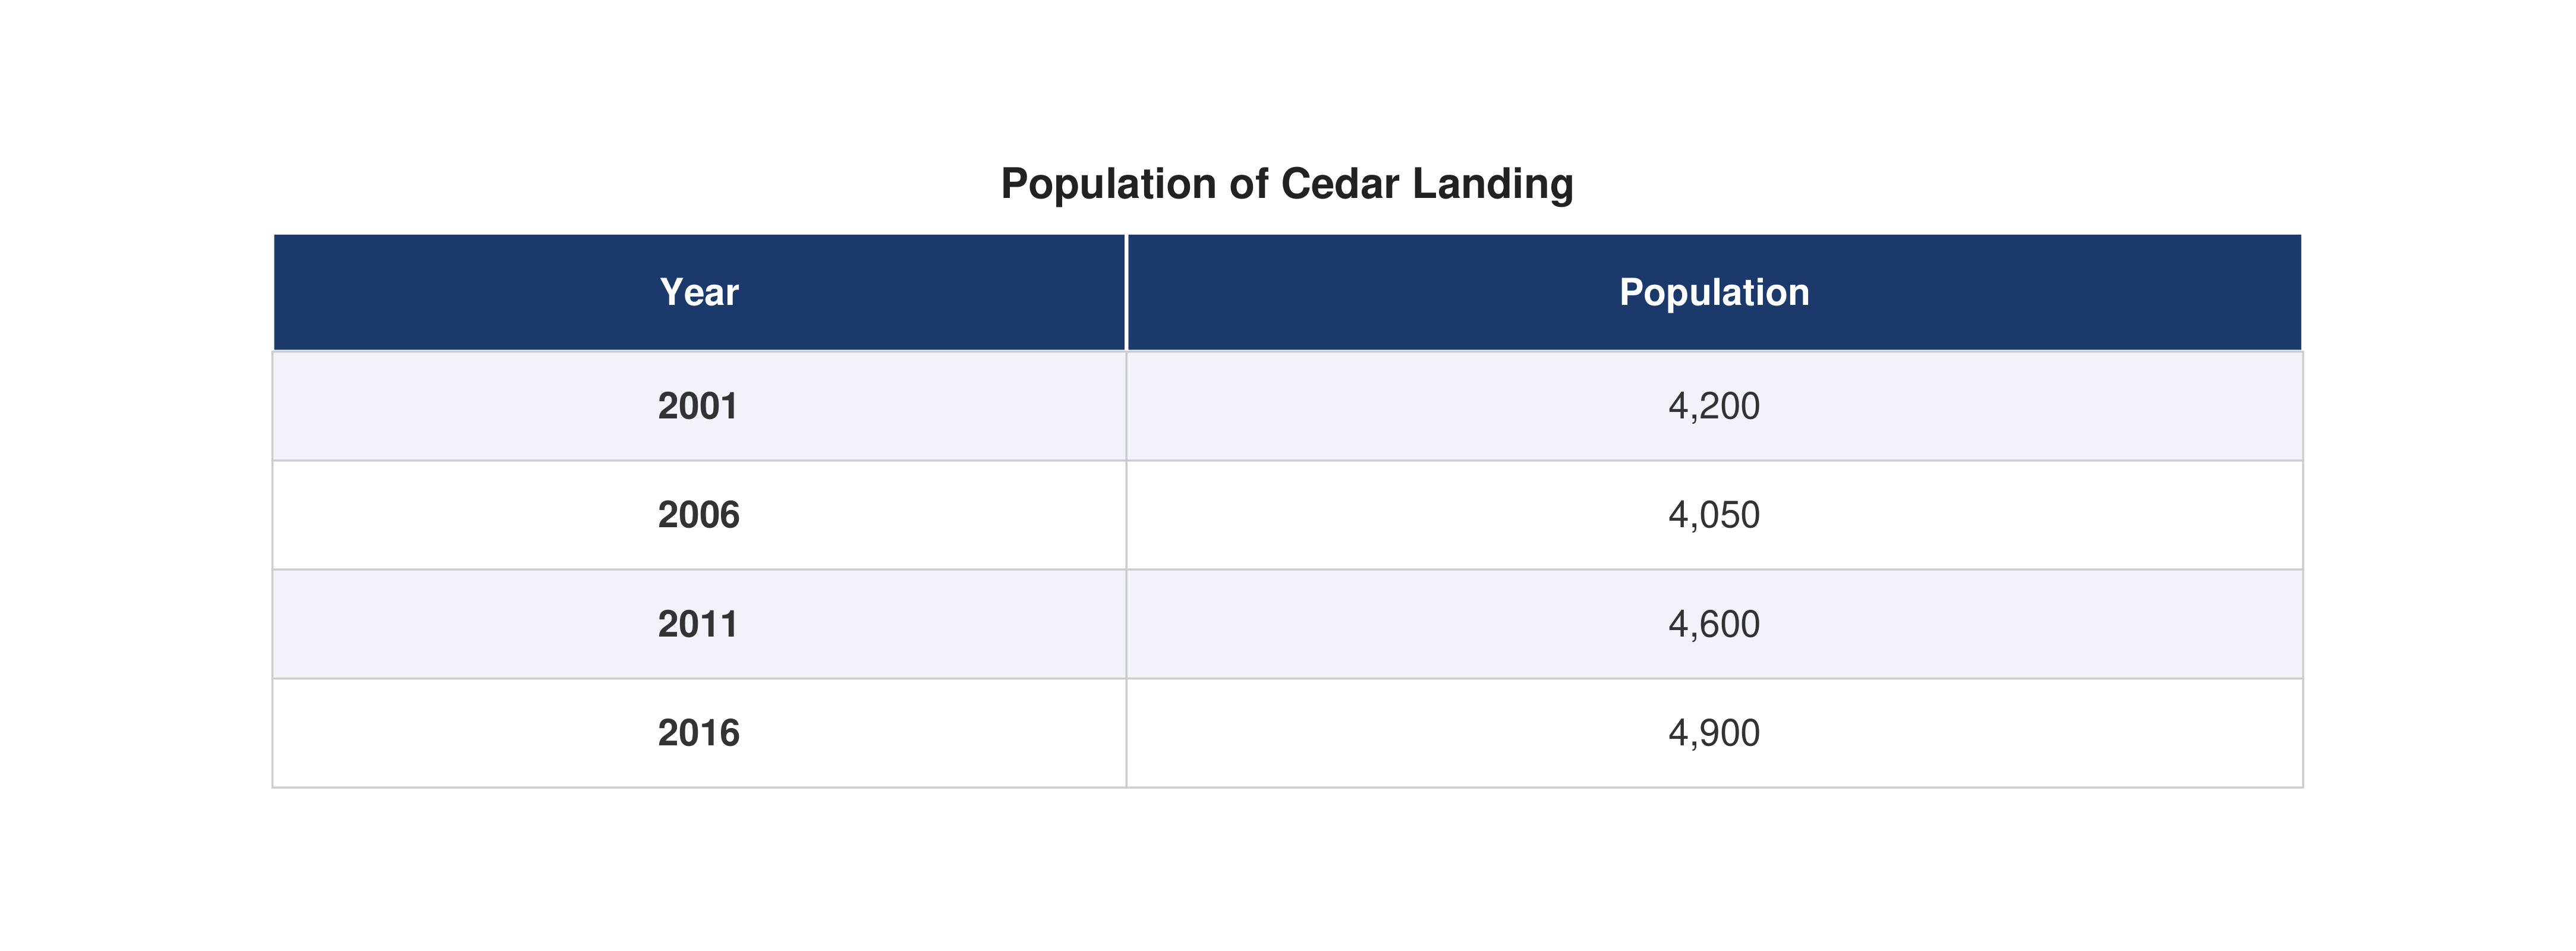 Population of Cedar Landing
Year Population
2001 4,200
2006 4,050
2011 4,600
2016 4,900